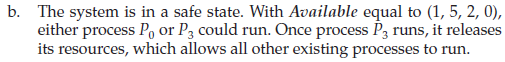 b. The system is in a safe state. With Available equal to (1, 5, 2, 0),
either process P0 or P3 could run. Once process P3 runs, it releases
its resources, which allows all other existing processes to run.